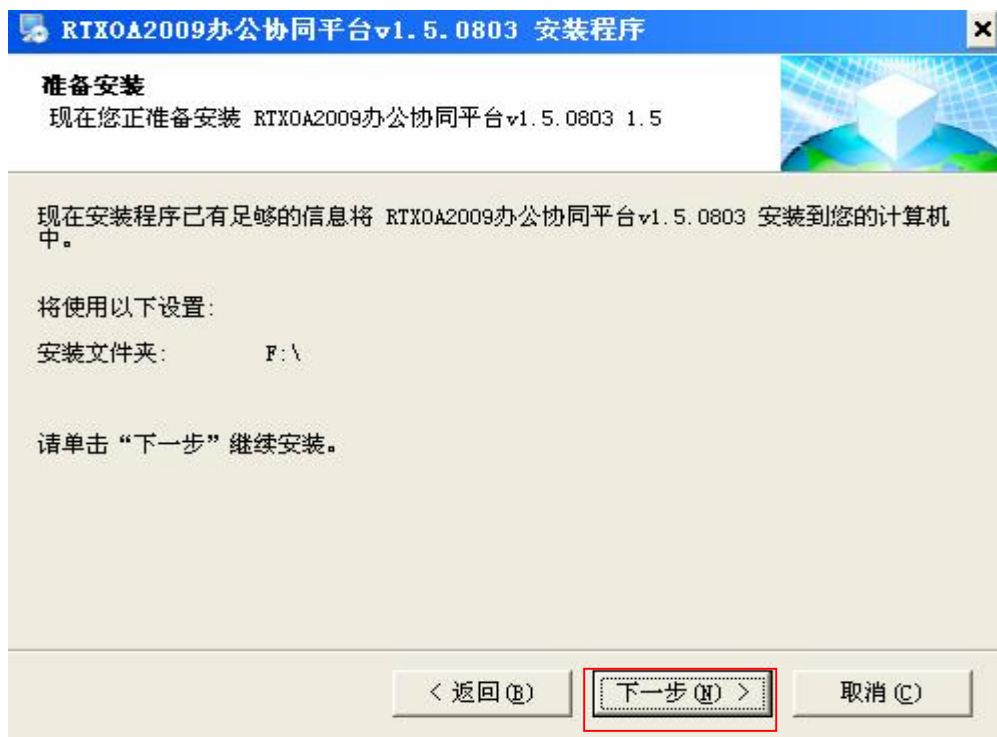 RTXOA2009办公协同平台v1.5.0803 安装程序
准备安装
现在您正准备安装 RTXOA2009办公协同平台v1.5.0803 1.5
现在安装程序已有足够的信息将 RTXOA2009办公协同平台v1.5.0803 安装到您的计算机
中。
将使用以下设置:
安装文件夹: F:\
请单击“下一步”继续安装。
< 返回(B) 下一步(N) > 取消(C)